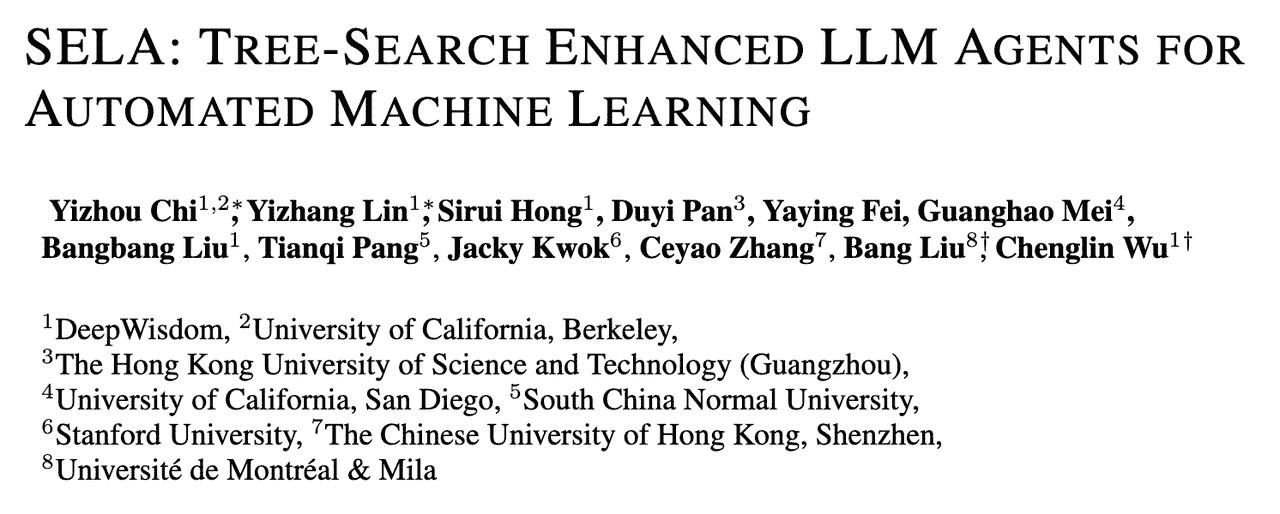 SELA: TREE-SEARCH ENHANCED LLM AGENTS FOR
AUTOMATED MACHINE LEARNING
Yizhou Chi1,2*, Yizhang Lin1*, Sirui Hong1, Duyi Pan3, Yaying Fei, Guanghao Mei4,
Bangbang Liu1, Tianqi Pang5, Jacky Kwok6, Ceyao Zhang7, Bang Liu8†, Chenglin Wu1†
1DeepWisdom, 2University of California, Berkeley,
3The Hong Kong University of Science and Technology (Guangzhou),
4University of California, San Diego, 5South China Normal University,
6Stanford University, 7The Chinese University of Hong Kong, Shenzhen,
8Université de Montréal & Mila